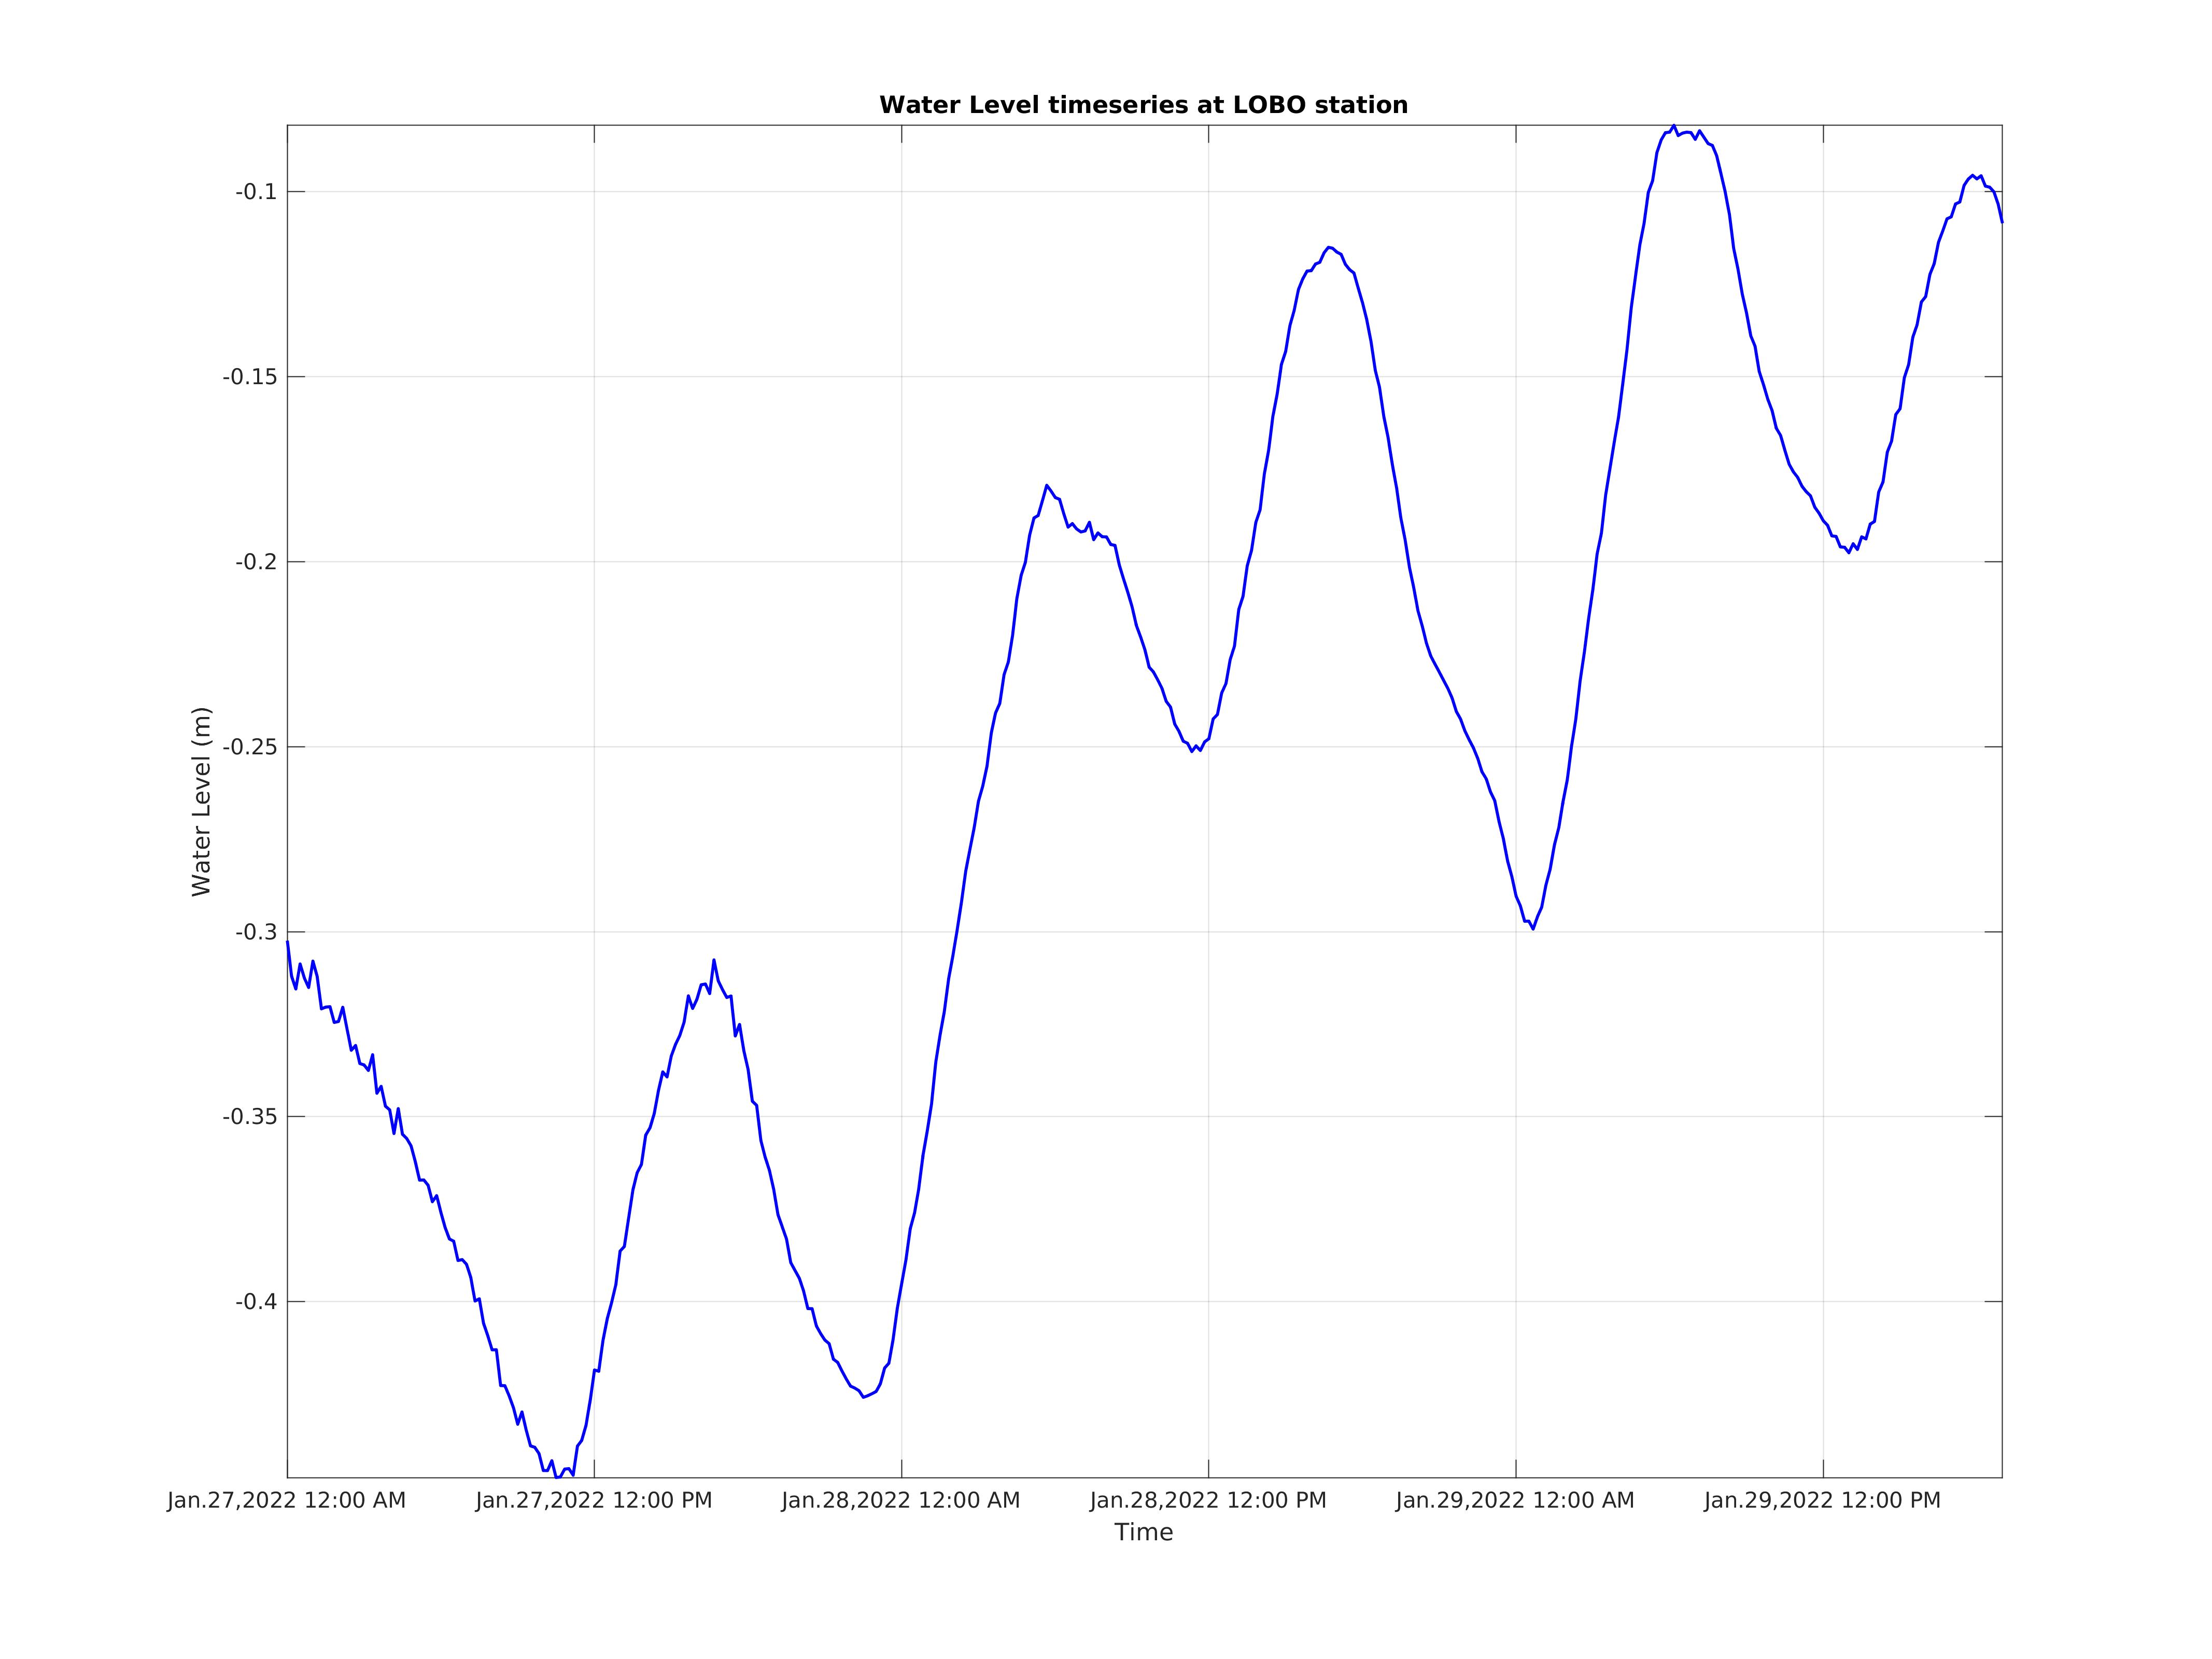 Water Level timeseries at LOBO station
-0.1
-0.15
-0.2
-0.25
-0.3
-0.35
-0.4
Water Level (m)
Jan.27,2022 12:00 AM
Jan.27,2022 12:00 PM
Jan.28,2022 12:00 AM
Jan.28,2022 12:00 PM
Jan.29,2022 12:00 AM
Jan.29,2022 12:00 PM
Time